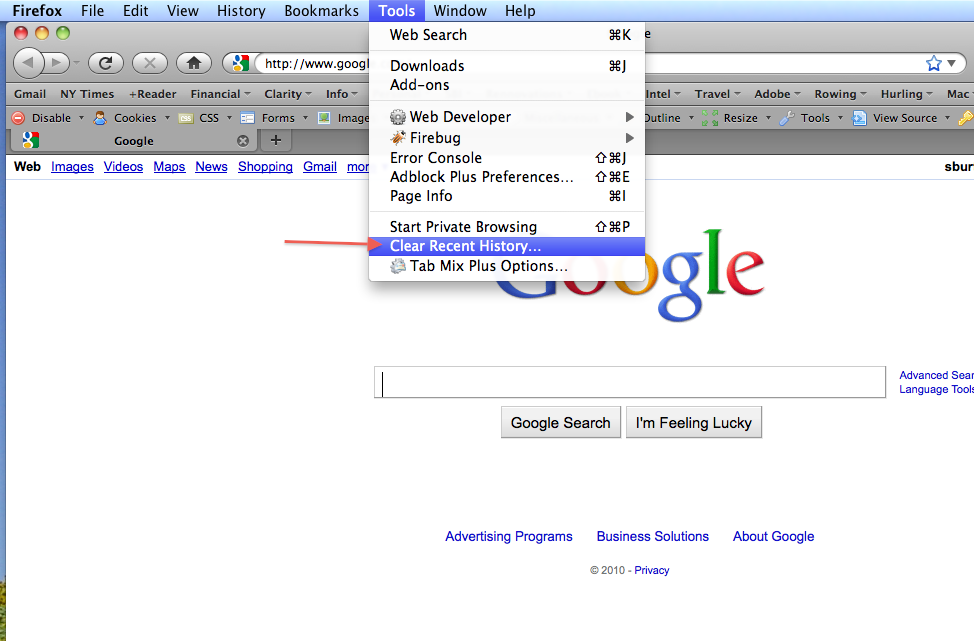 Firefox File Edit View History Bookmarks Tools Window Help
Web Search ⌘K
http://www.googl
Downloads ⌘J
Add-ons
Gmail NY Times +Reader Financial Clarity Info Intel Travel Adobe Rowing Hurling Mac
Disable Cookies CSS Forms Image Outline Resize Tools View Source
Web Developer
Google
Firebug
Error Console ⇧⌘J
Web Images Videos Maps News Shopping Gmail mor sbur
Adblock Plus Preferences... ⇧⌘E
Page Info ⌘I
Start Private Browsing ⇧⌘P
Clear Recent History...
Tab Mix Plus Options...
Google
Advanced Sear
Language Tools
Google Search I'm Feeling Lucky
Advertising Programs Business Solutions About Google
© 2010 - Privacy